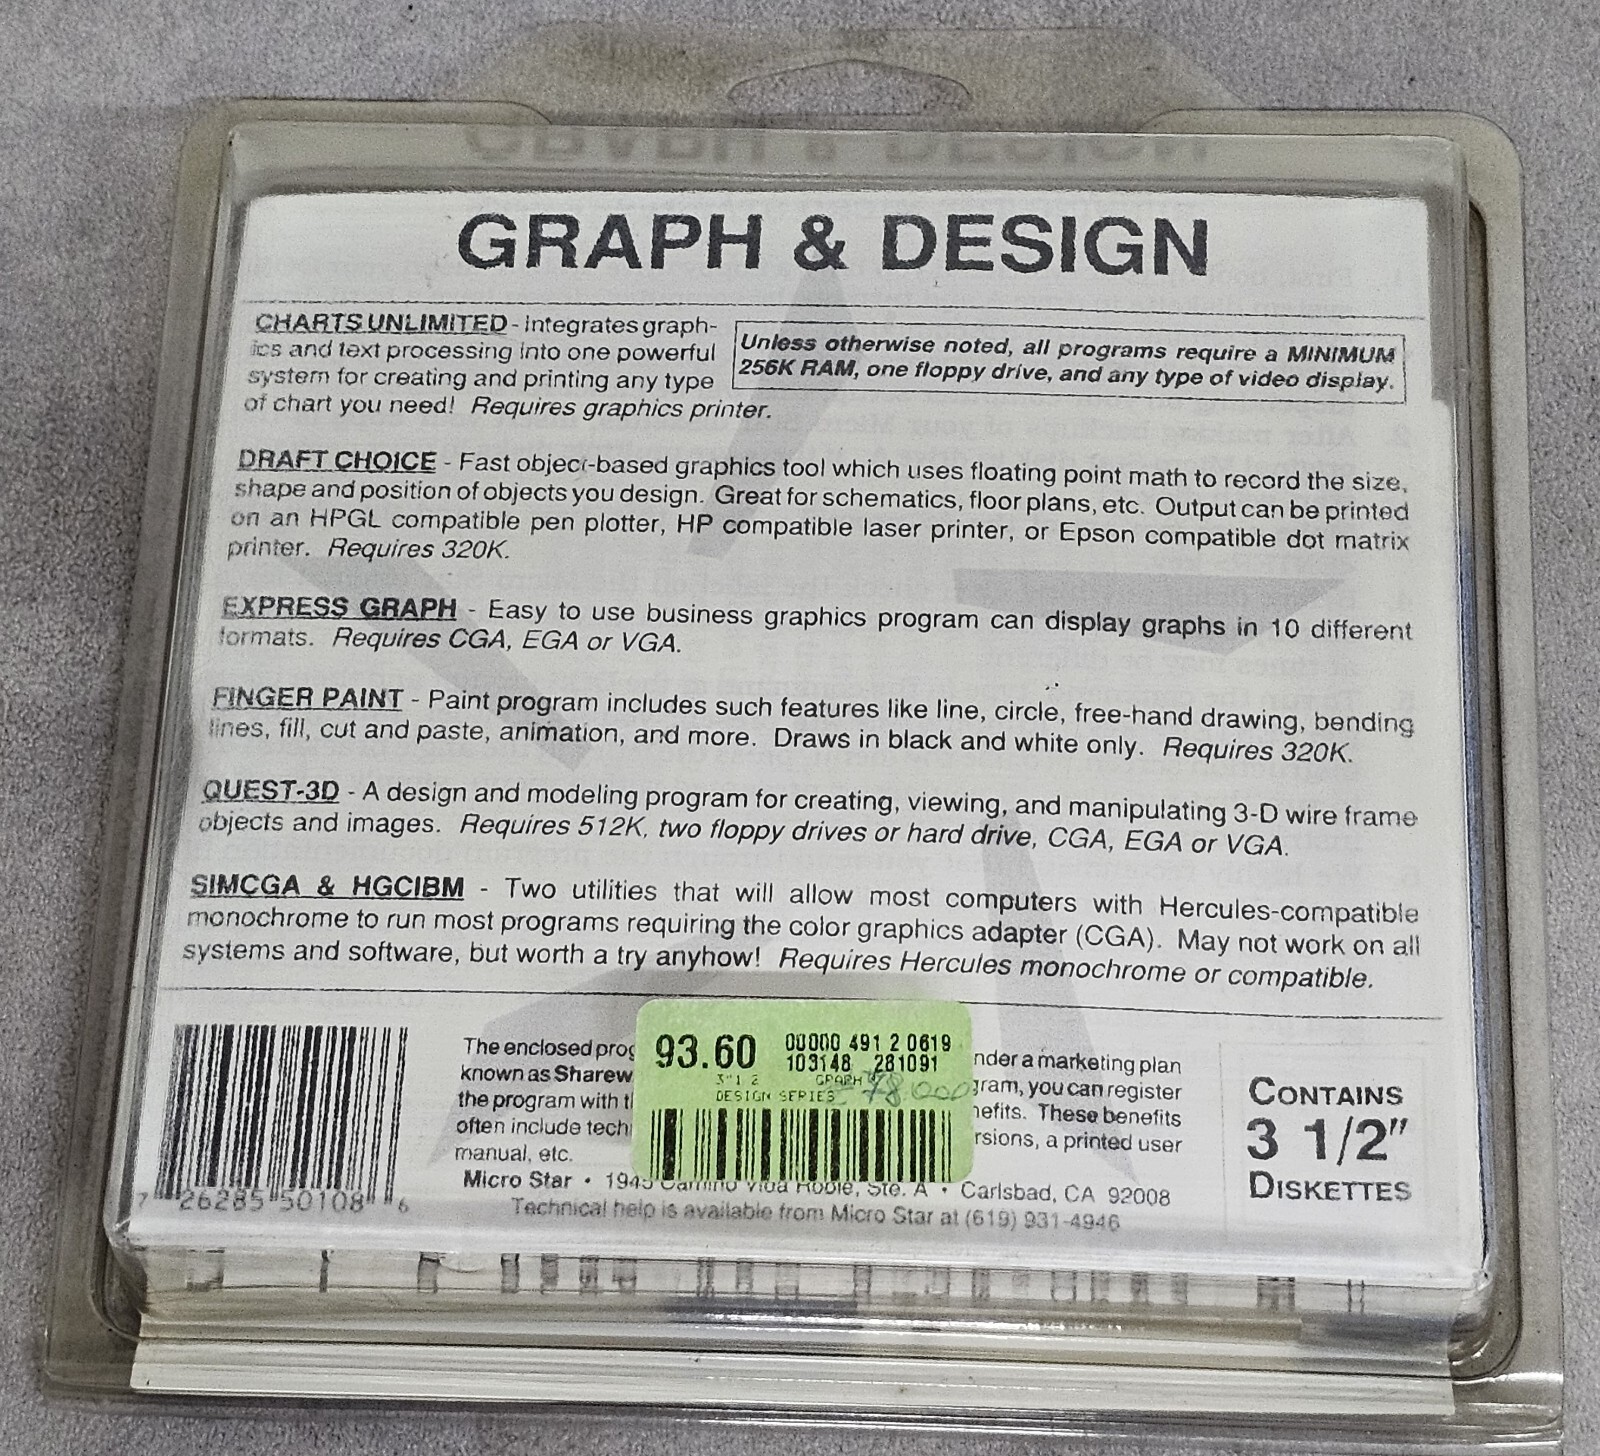 GRAPH & DESIGN
CHARTS UNLIMITED - Integrates graph-
ics and text processing into one powerful
system for creating and printing any type
of chart you need! Requires graphics printer.
Unless otherwise noted, all programs require a MINIMUM
256K RAM, one floppy drive, and any type of video display.
DRAFT CHOICE - Fast object-based graphics tool which uses floating point math to record the size,
shape and position of objects you design. Great for schematics, floor plans, etc. Output can be printed
on an HPGL compatible pen plotter, HP compatible laser printer, or Epson compatible dot matrix
printer. Requires 320K.
EXPRESS GRAPH - Easy to use business graphics program can display graphs in 10 different
formats. Requires CGA, EGA or VGA.
FINGER PAINT - Paint program includes such features like line, circle, free-hand drawing, bending
lines, fill, cut and paste, animation, and more. Draws in black and white only. Requires 320K.
QUEST-3D - A design and modeling program for creating, viewing, and manipulating 3-D wire frame
objects and images. Requires 512K, two floppy drives or hard drive, CGA, EGA or VGA.
SIMCGA & HGCIBM - Two utilities that will allow most computers with Hercules-compatible
monochrome to run most programs requiring the color graphics adapter (CGA). May not work on all
systems and software, but worth a try anyhow! Requires Hercules monochrome or compatible.
7 26285 50108 6
The enclosed prog nder a marketing plan
known as Sharew gram, you can register
the program with t nefits. These benefits
often include tech rsions, a printed user
manual, etc.
Micro Star • 1945 Camino Vida Roble, Ste. A • Carlsbad, CA 92008
Technical help is available from Micro Star at (619) 931-4946
93.60
00000 491 2 0619
103148 281091
3"1 2 GRAPH
DESIGN SERIES
CONTAINS
3 1/2"
DISKETTES